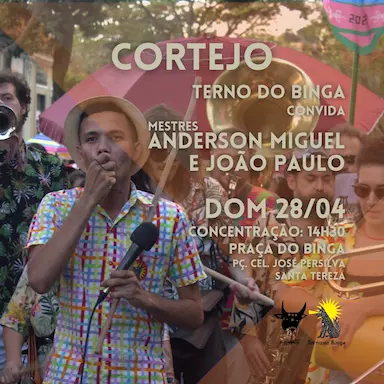 CORTEJO
TERNO DO BINGA
CONVIDA
MESTRES
ANDERSON MIGUEL
E JOÃO PAULO
DOM 28/04
CONCENTRAÇÃO: 14H30
PRAÇA DO BINGA
PÇ. CEL. JOSÉ PERSILVA
SANTA TEREZA